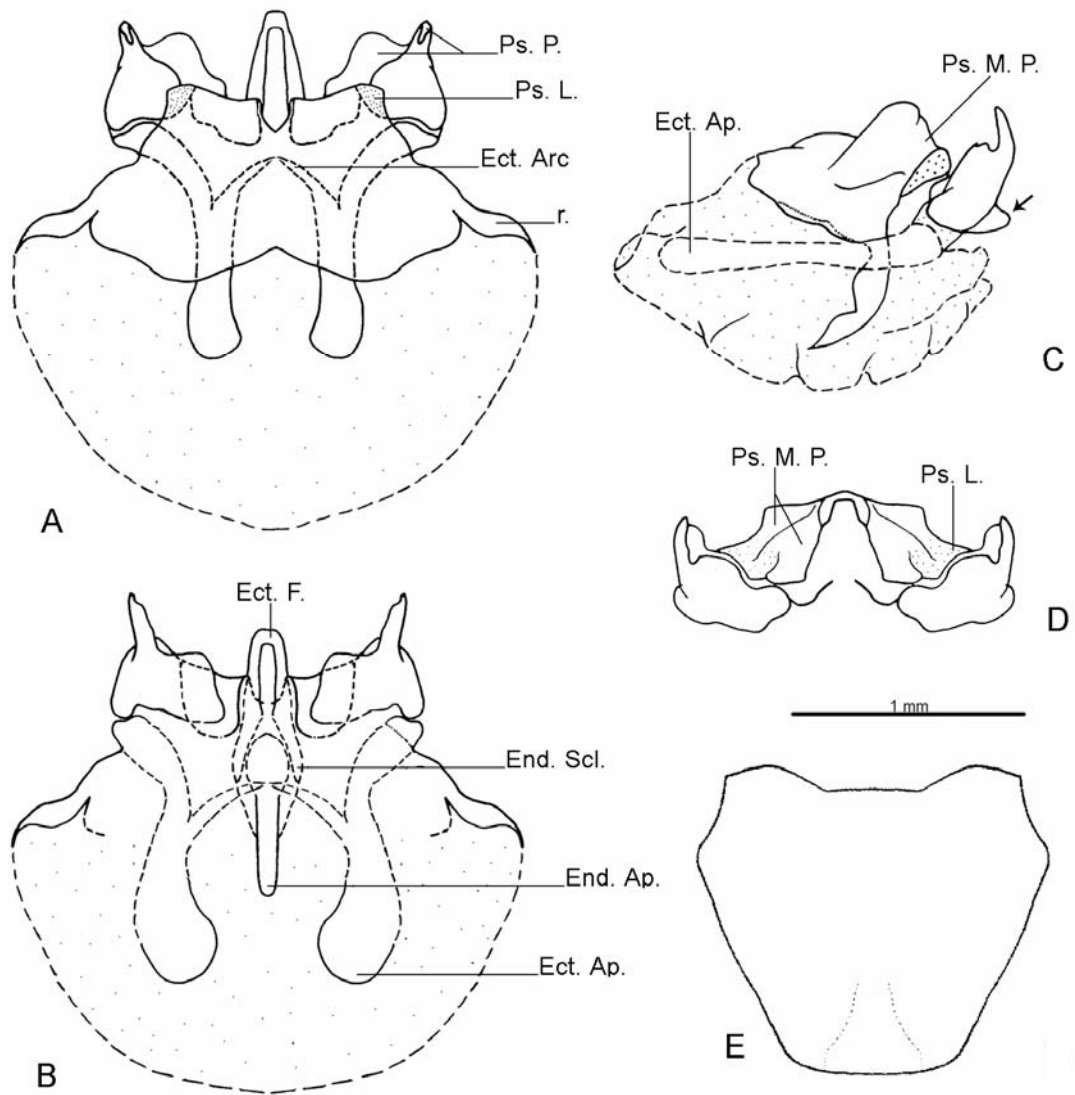 Ps. P.
Ps. L.
Ect. Arc
r.
A
Ps. M. P.
Ect. Ap.
C
Ps. M. P.
Ps. L.
D
Ect. F.
End. Scl.
End. Ap.
Ect. Ap.
B
1 mm
E